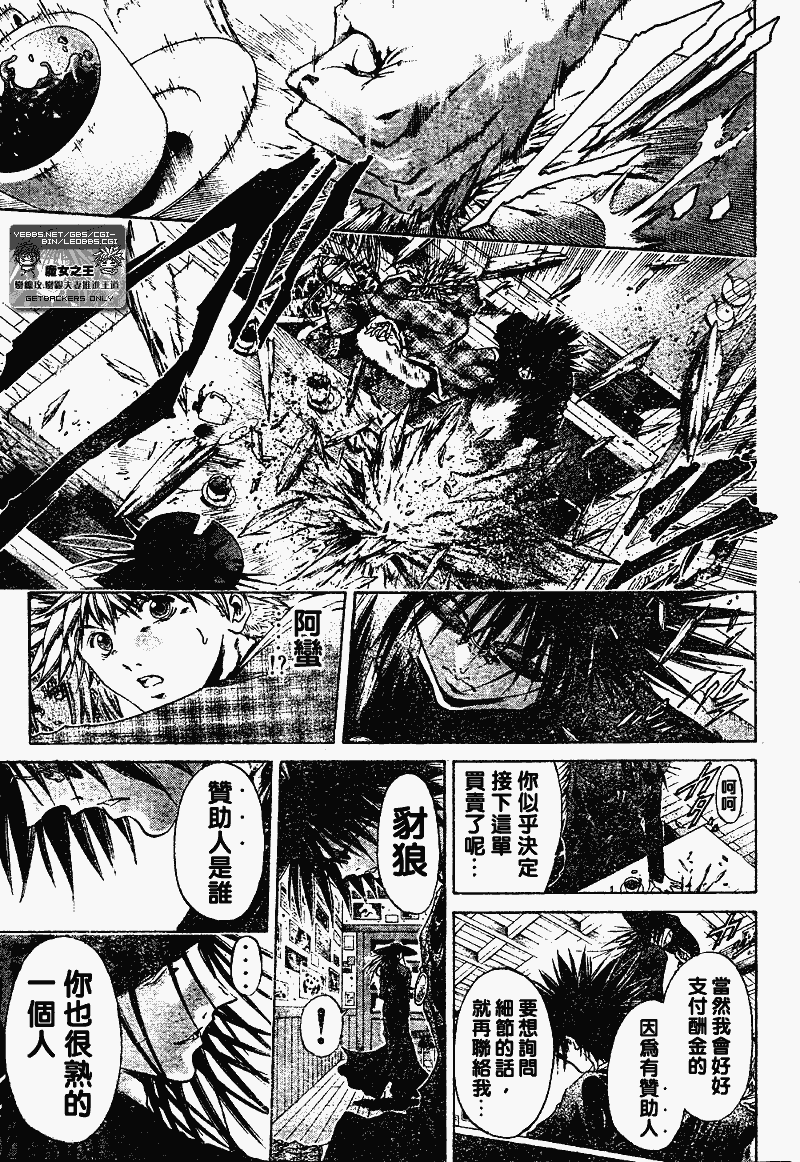 VEBBS.NET/GBS/CGI-
BIN/LEOBBS.CGI
魔女之王
GETBACKERS ONLY
阿蠻
…!?
呵呵
你似乎決定
接下這單
買賣了呢…
當然我會好好
支付酬金的
因為有贊助人
…
要想詢問
細節的話,
就再聯絡我…
豺狼
!
贊助人是誰
……
你也很熟的
一個人